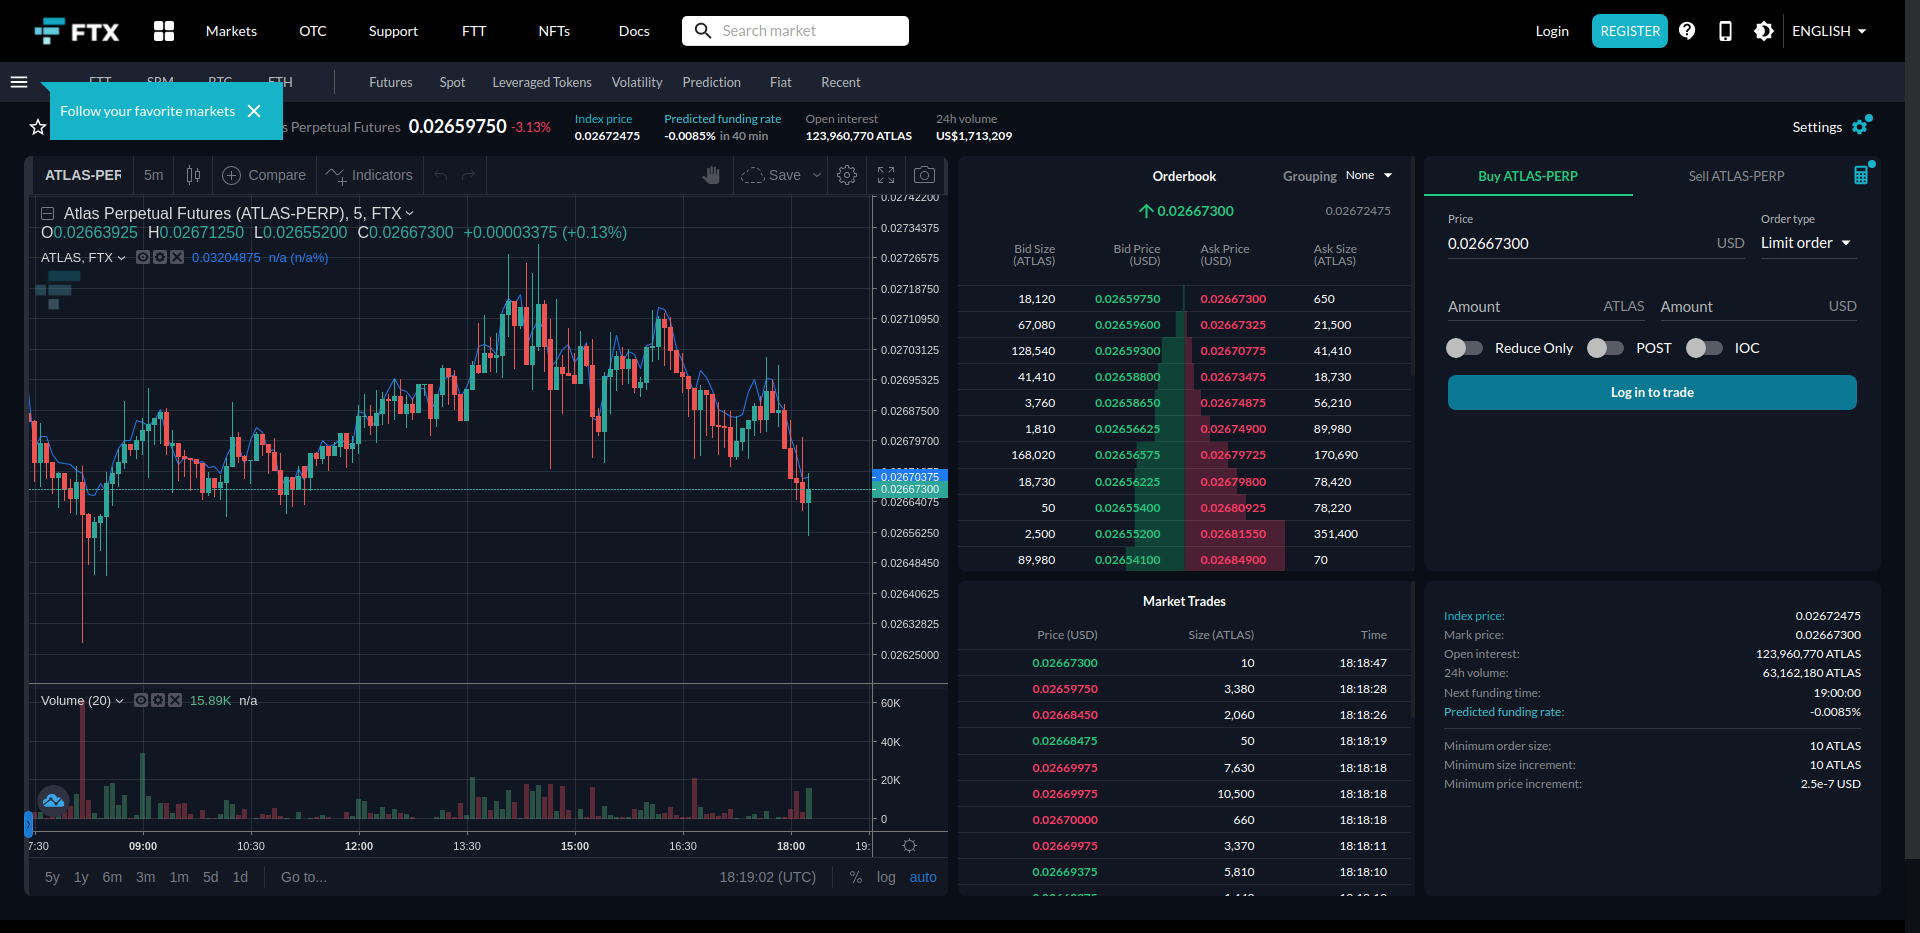 FTX
Markets OTC Support FTT NFTs Docs Search market Login REGISTER ENGLISH
Futures Spot Leveraged Tokens Volatility Prediction Fiat Recent
Follow your favorite markets
s Perpetual Futures 0.02659750 -3.13%
Index price
0.02672475
Predicted funding rate
-0.0085% in 40 min
Open interest
123,960,770 ATLAS
24h volume
US$1,713,209
Settings
ATLAS-PER 5m Compare Indicators Save
Atlas Perpetual Futures (ATLAS-PERP), 5, FTX
O0.02663925 H0.02671250 L0.02655200 C0.02667300 +0.00003375 (+0.13%)
ATLAS, FTX 0.03204875 n/a (n/a%)
0.02742200
0.02734375
0.02726575
0.02718750
0.02710950
0.02703125
0.02695325
0.02687500
0.02679700
0.02670375
0.02667300
0.02664075
0.02656250
0.02648450
0.02640625
0.02632825
0.02625000
Volume (20) 15.89K n/a
60K
40K
20K
0
7:30 09:00 10:30 12:00 13:30 15:00 16:30 18:00 19:
5y 1y 6m 3m 1m 5d 1d Go to... 18:19:02 (UTC) % log auto
Orderbook Grouping None
0.02667300 0.02672475
Bid Size (ATLAS) Bid Price (USD) Ask Price (USD) Ask Size (ATLAS)
18,120 0.02659750 0.02667300 650
67,080 0.02659600 0.02667325 21,500
128,540 0.02659300 0.02670775 41,410
41,410 0.02658800 0.02673475 18,730
3,760 0.02658650 0.02674875 56,210
1,810 0.02656625 0.02674900 89,980
168,020 0.02656575 0.02679725 170,690
18,730 0.02656225 0.02679800 78,420
50 0.02655400 0.02680925 78,220
2,500 0.02655200 0.02681550 351,400
89,980 0.02654100 0.02684900 70
Market Trades
Price (USD) Size (ATLAS) Time
0.02667300 10 18:18:47
0.02659750 3,380 18:18:28
0.02668450 2,060 18:18:26
0.02668475 50 18:18:19
0.02669975 7,630 18:18:18
0.02669975 10,500 18:18:18
0.02670000 660 18:18:18
0.02669975 3,370 18:18:11
0.02669375 5,810 18:18:10
Buy ATLAS-PERP Sell ATLAS-PERP
Price Order type
0.02667300 USD Limit order
Amount ATLAS Amount USD
Reduce Only POST IOC
Log in to trade
Index price: 0.02672475
Mark price: 0.02667300
Open interest: 123,960,770 ATLAS
24h volume: 63,162,180 ATLAS
Next funding time: 19:00:00
Predicted funding rate: -0.0085%
Minimum order size: 10 ATLAS
Minimum size increment: 10 ATLAS
Minimum price increment: 2.5e-7 USD